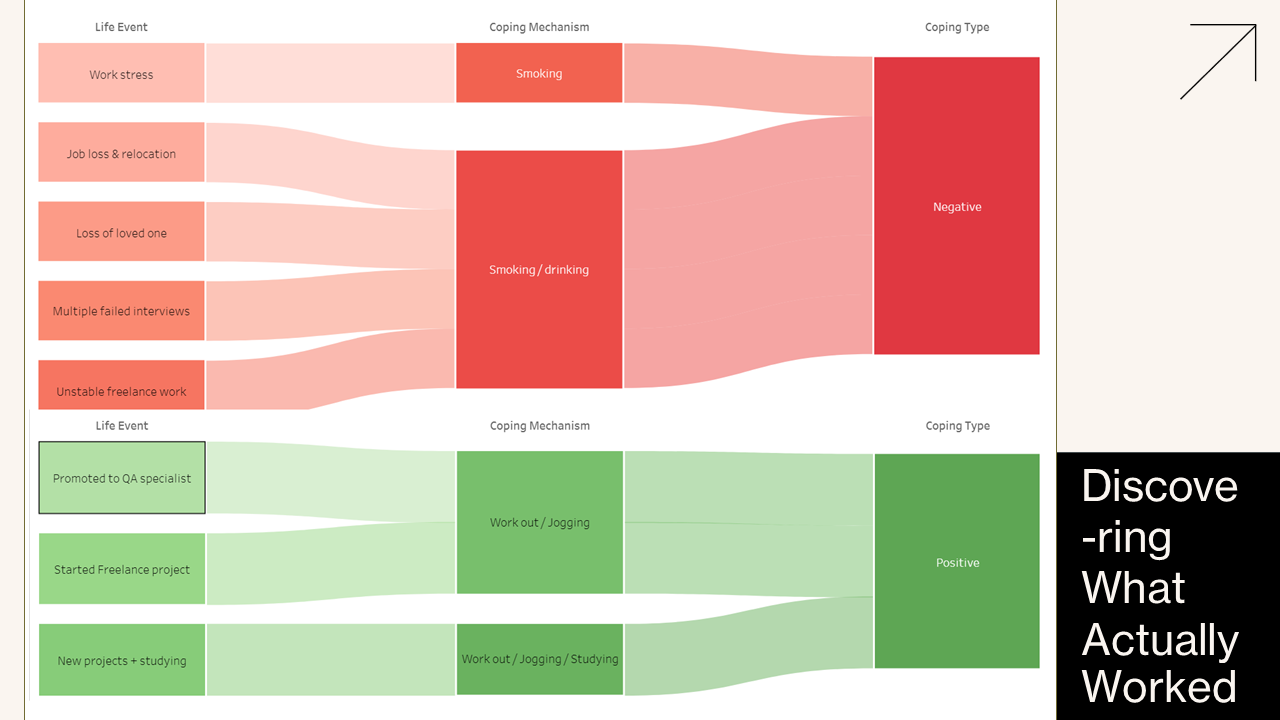 Life Event Coping Mechanism Coping Type
Work stress Smoking
Job loss & relocation
Negative
Loss of loved one
Smoking / drinking
Multiple failed interviews
Unstable freelance work
Life Event Coping Mechanism Coping Type
Promoted to QA specialist
Work out / Jogging
Positive
Started Freelance project
New projects + studying Work out / Jogging / Studying
Discove
-ring
What
Actually
Worked